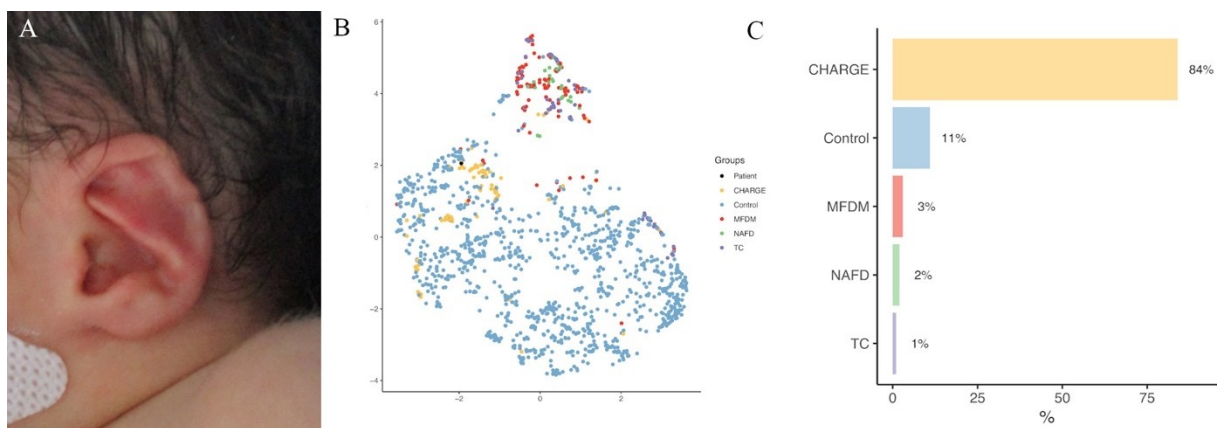 A
B
6
4
2
0
−2
−4
−2
0
2
Groups
Patient
CHARGE
Control
MFDM
NAFD
TC
C
CHARGE
84%
Control
11%
MFDM
3%
NAFD
2%
TC
1%
0
25
50
75
%